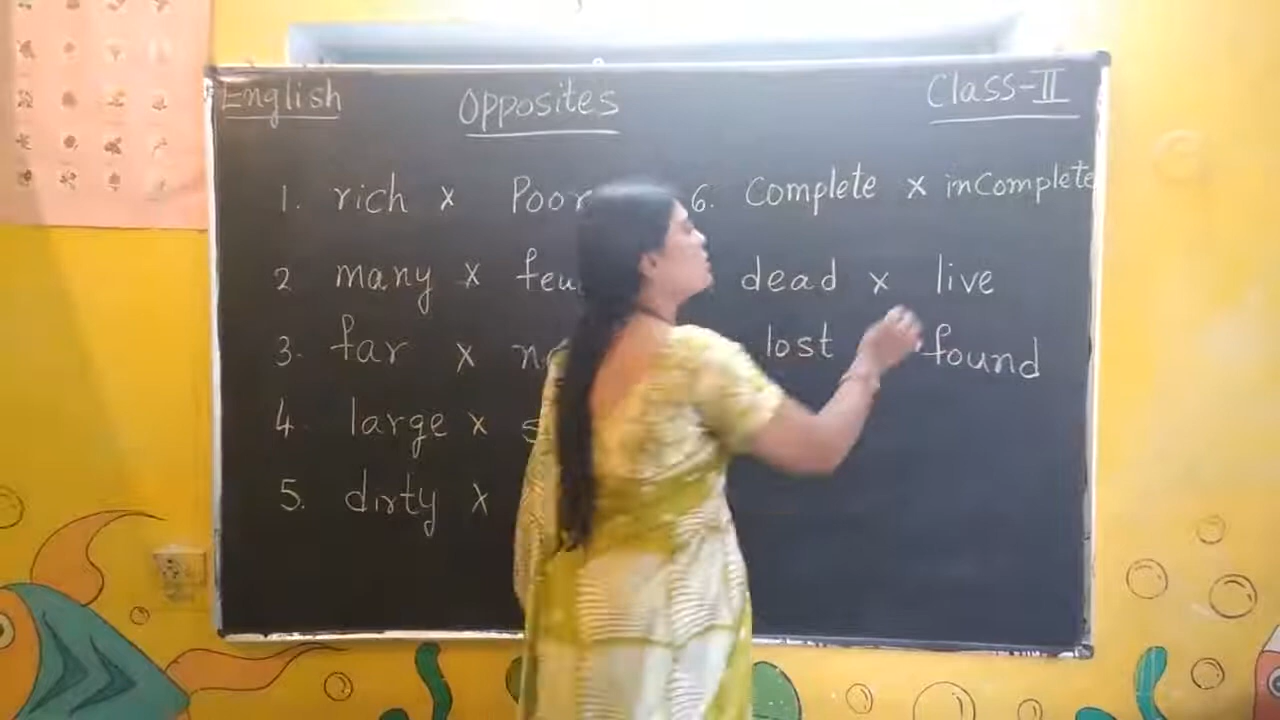 English Opposites Class-II
1. rich x Poor 6. Complete x incomplete
2 many x dead x live
3. far x lost found
4. large x
5. dirty x